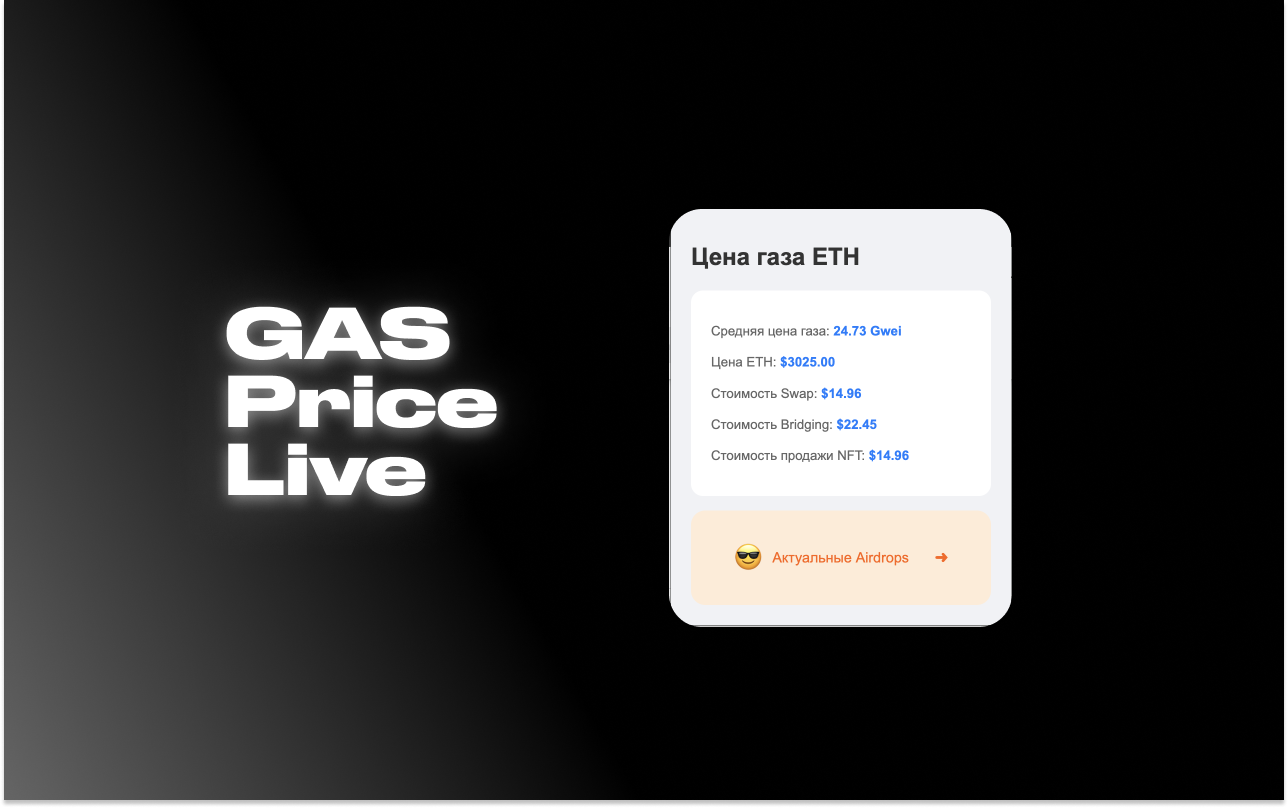 GAS
Price
Live
Цена газа ETH
Средняя цена газа: 24.73 Gwei
Цена ETH: $3025.00
Стоимость Swap: $14.96
Стоимость Bridging: $22.45
Стоимость продажи NFT: $14.96
Актуальные Airdrops ➜